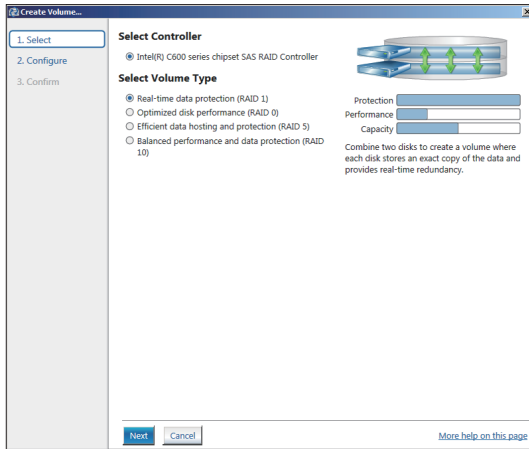 Create Volume...
1. Select
2. Configure
3. Confirm
Select Controller
Intel(R) C600 series chipset SAS RAID Controller
Select Volume Type
Real-time data protection (RAID 1)
Optimized disk performance (RAID 0)
Efficient data hosting and protection (RAID 5)
Balanced performance and data protection (RAID
10)
Protection
Performance
Capacity
Combine two disks to create a volume where
each disk stores an exact copy of the data and
provides real-time redundancy.
Next
Cancel
More help on this page